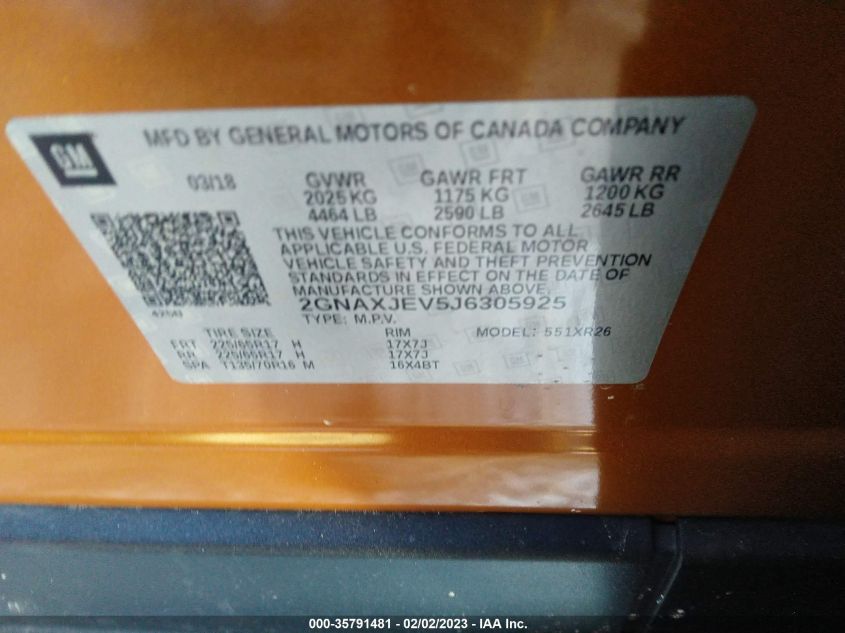 MFD BY GENERAL MOTORS OF CANADA COMPANY
GM
03/18 GVWR GAWR FRT GAWR RR
2025 KG 1175 KG 1200 KG
4464 LB 2590 LB 2645 LB
THIS VEHICLE CONFORMS TO ALL
APPLICABLE U.S. FEDERAL MOTOR
VEHICLE SAFETY AND THEFT PREVENTION
STANDARDS IN EFFECT ON THE DATE OF
MANUFACTURE SHOWN ABOVE.
2GNAXJEV5J6305925
TYPE: M.P.V. MODEL: 551XR26
TIRE SIZE RIM
FRT 225/65R17 H 17X7J
RR 225/65R17 H 17X7J
SPA T135/70R16 M 16X4BT
000-35791481 - 02/02/2023 - IAA Inc.